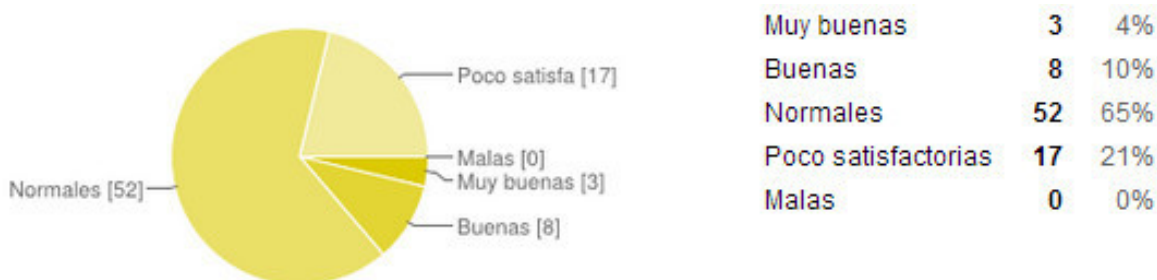 Poco satisfa [17]
Malas [0]
Muy buenas [3]
Normales [52]
Buenas [8]
Muy buenas 3 4%
Buenas 8 10%
Normales 52 65%
Poco satisfactorias 17 21%
Malas 0 0%